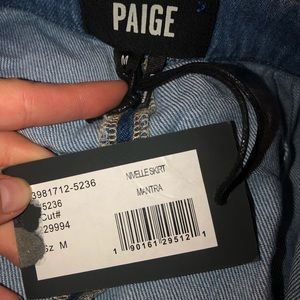 PAIGE
M
3981712-5236
5236
Cut#
29994
Sz M
NIVELLE SKIRT
MANTRA
1 90161 29512 1